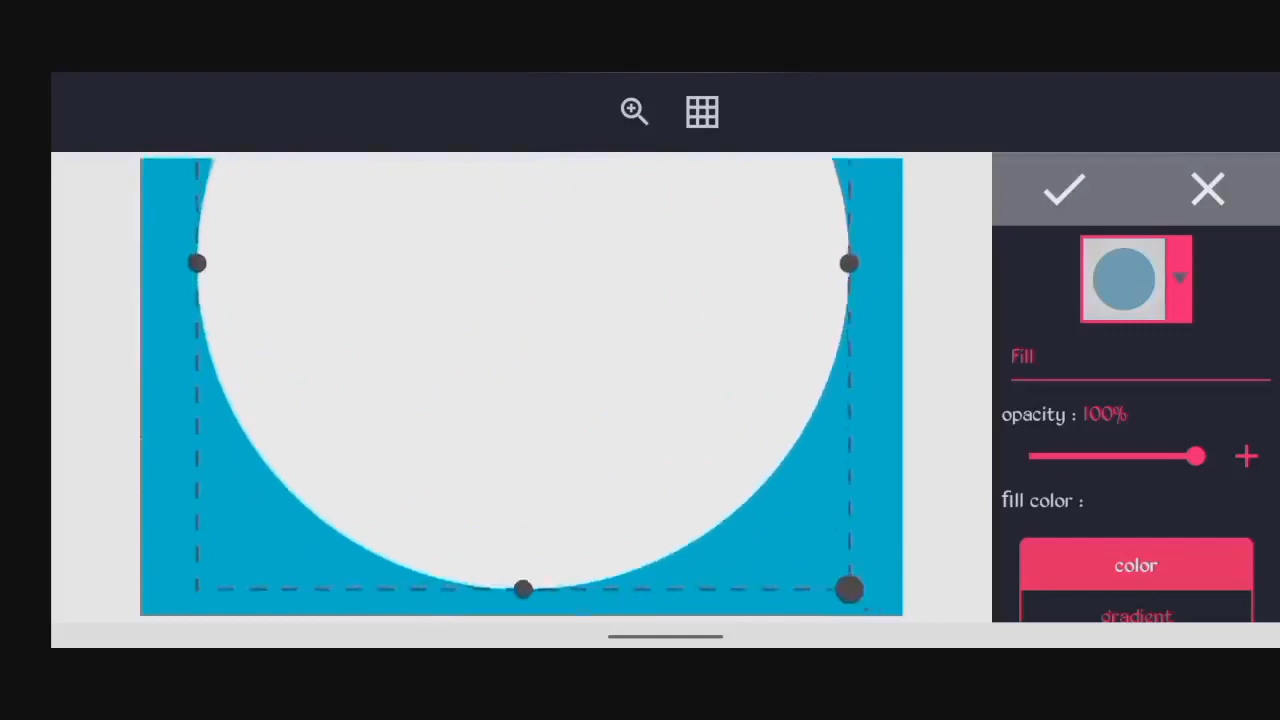 Fill
opacity : 100%
fill color :
color
gradient